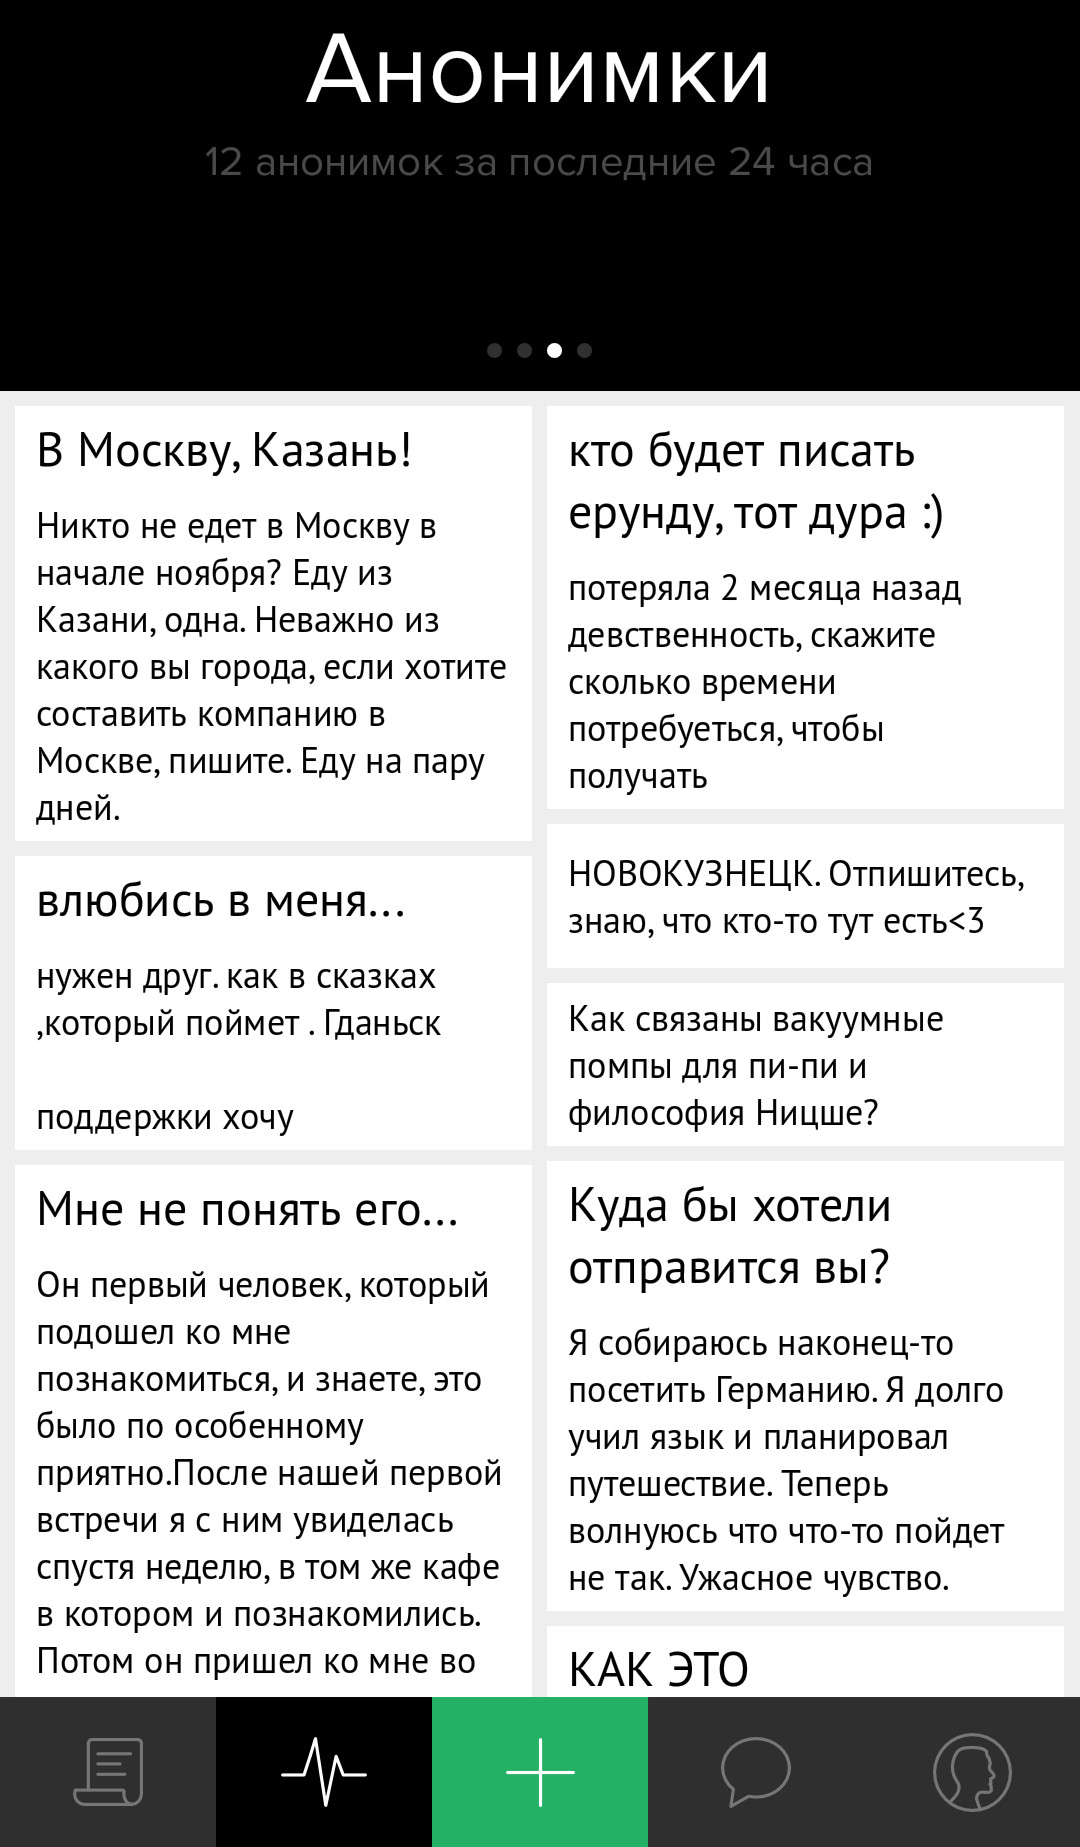 Анонимки
12 анонимок за последние 24 часа
В Москву, Казань!
Никто не едет в Москву в
начале ноября? Еду из
Казани, одна. Неважно из
какого вы города, если хотите
составить компанию в
Москве, пишите. Еду на пару
дней.
влюбись в меня...
нужен друг. как в сказках
,который поймет . Гданьск
поддержки хочу
Мне не понять его...
Он первый человек, который
подошел ко мне
познакомиться, и знаете, это
было по особенному
приятно.После нашей первой
встречи я с ним увиделась
спустя неделю, в том же кафе
в котором и познакомились.
Потом он пришел ко мне во
кто будет писать
ерунду, тот дура :)
потеряла 2 месяца назад
девственность, скажите
сколько времени
потребуеться, чтобы
получать
НОВОКУЗНЕЦК. Отпишитесь,
знаю, что кто-то тут есть<3
Как связаны вакуумные
помпы для пи-пи и
философия Ницше?
Куда бы хотели
отправится вы?
Я собираюсь наконец-то
посетить Германию. Я долго
учил язык и планировал
путешествие. Теперь
волнуюсь что что-то пойдет
не так. Ужасное чувство.
КАК ЭТО